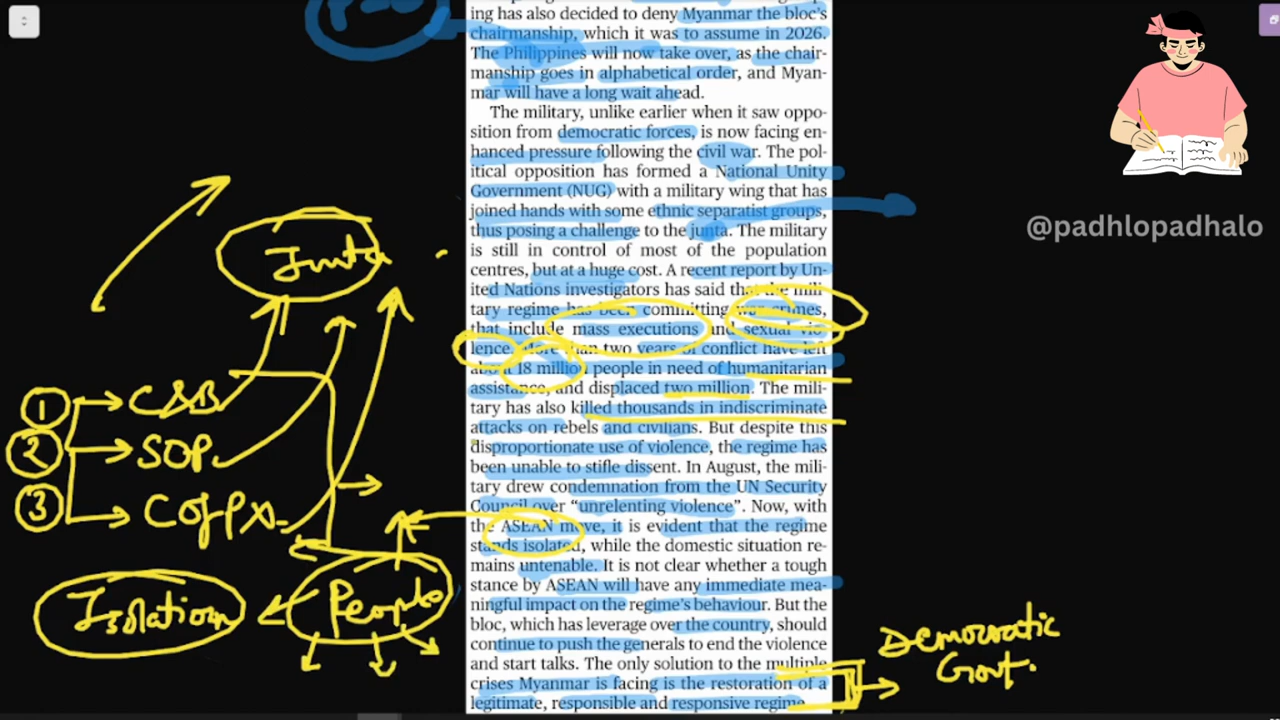 ing has also decided to deny Myanmar the bloc's
chairmanship, which it was to assume in 2026.
The Philippines will now take over, as the chair-
manship goes in alphabetical order, and Myan-
mar will have a long wait ahead.
The military, unlike earlier when it saw oppo-
sition from democratic forces, is now facing en-
hanced pressure following the civil war. The pol-
itical opposition has formed a National Unity
Government (NUG) with a military wing that has
joined hands with some ethnic separatist groups,
thus posing a challenge to the junta. The military
is still in control of most of the population
centres, but at a huge cost. A recent report by Un-
ited Nations investigators has said that the mili-
tary regime has been committing war crimes,
that include mass executions and sexual vio-
lence. More than two years of conflict have left
about 18 million people in need of humanitarian
assistance, and displaced two million. The mili-
tary has also killed thousands in indiscriminate
attacks on rebels and civilians. But despite this
disproportionate use of violence, the regime has
been unable to stifle dissent. In August, the mili-
tary drew condemnation from the UN Security
Council over “unrelenting violence”. Now, with
the ASEAN move, it is evident that the regime
stands isolated, while the domestic situation re-
mains untenable. It is not clear whether a tough
stance by ASEAN will have any immediate mea-
ningful impact on the regime's behaviour. But the
bloc, which has leverage over the country, should
continue to push the generals to end the violence
and start talks. The only solution to the multiple
crises Myanmar is facing is the restoration of a
legitimate, responsible and responsive regime.
Junta
1 CSB
2 SOP
3
People
Isolation
Democratic
Govt.
@padhlopadhalo